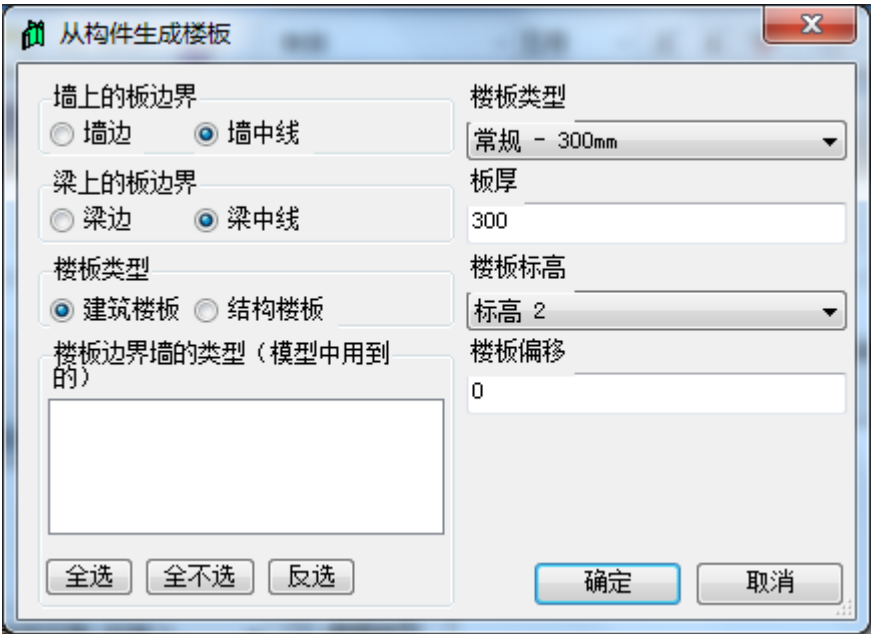 从构件生成楼板
墙上的板边界
墙边 墙中线
梁上的板边界
梁边 梁中线
楼板类型
建筑楼板 结构楼板
楼板边界墙的类型（模型中用到
的）
全选 全不选 反选
楼板类型
常规 - 300mm
板厚
300
楼板标高
标高 2
楼板偏移
0
确定 取消